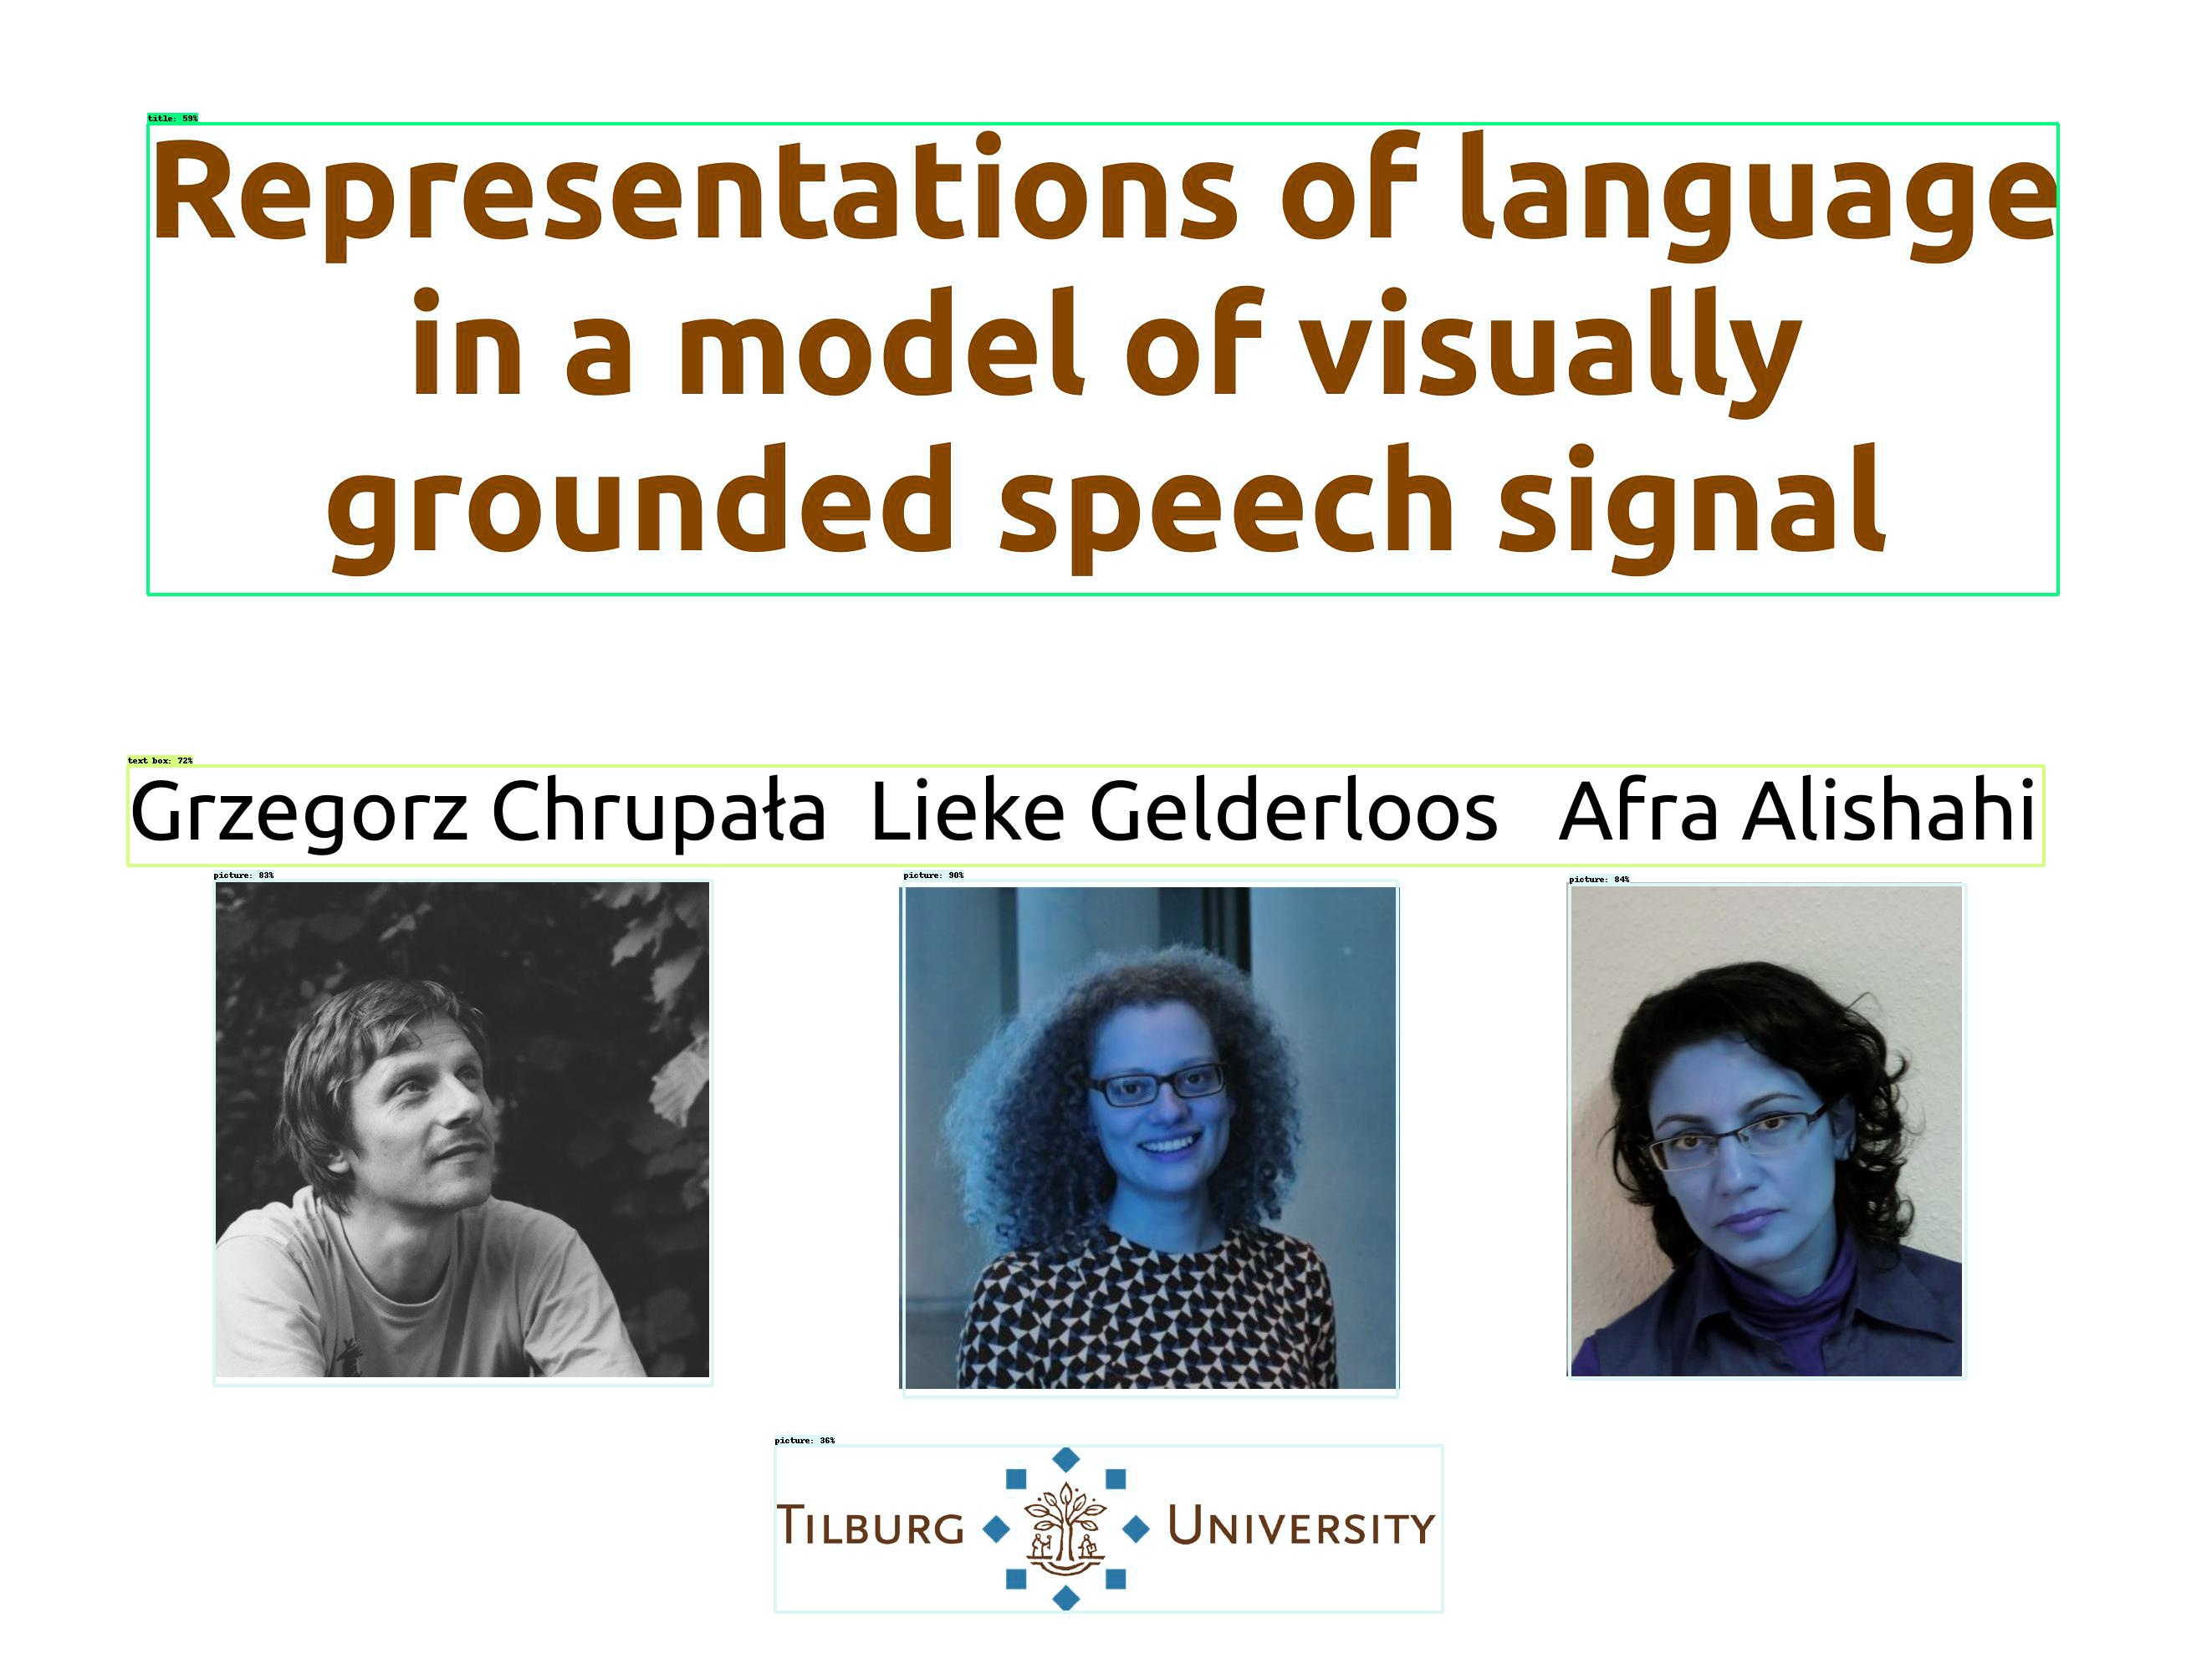 title: 59%
Representations of language
in a model of visually
grounded speech signal
text box: 72%
Grzegorz Chrupała Lieke Gelderloos Afra Alishahi
picture: 83%
picture: 90%
picture: 84%
picture: 36%
TILBURG UNIVERSITY